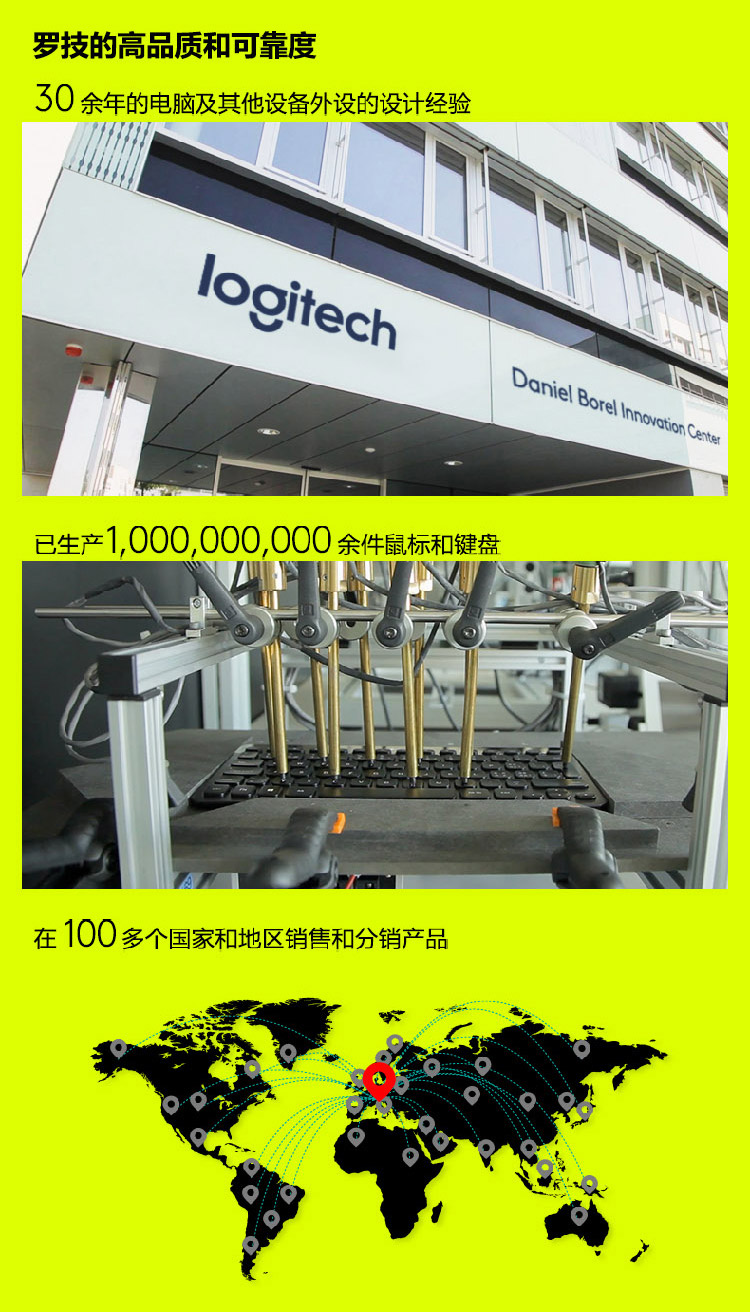 罗技的高品质和可靠度
30 余年的电脑及其他设备外设的设计经验
logitech
Daniel Borel Innovation Center
已生产1,000,000,000 余件鼠标和键盘
在 100 多个国家和地区销售和分销产品